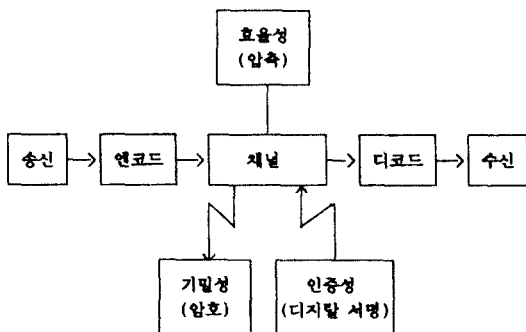 효율성
(압축)
송신
엔코드
채널
디코드
수신
기밀성
(암호)
인증성
(디지탈 서명)